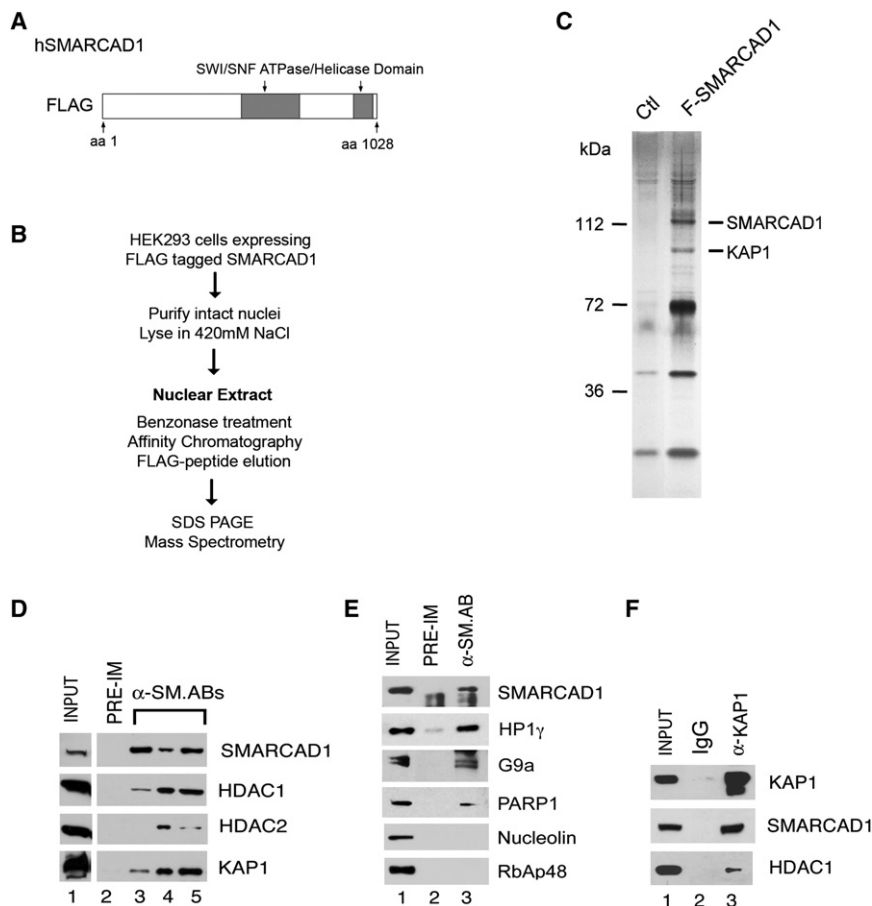 A
hSMARCAD1
SWI/SNF ATPase/Helicase Domain
FLAG
aa 1
aa 1028
B
HEK293 cells expressing
FLAG tagged SMARCAD1
Purify intact nuclei
Lyse in 420mM NaCl
Nuclear Extract
Benzonase treatment
Affinity Chromatography
FLAG-peptide elution
SDS PAGE
Mass Spectrometry
C
Ctl
F-SMARCAD1
kDa
112
72
36
SMARCAD1
KAP1
D
INPUT
PRE-IM
α-SM.ABs
SMARCAD1
HDAC1
HDAC2
KAP1
1 2 3 4 5
E
INPUT
PRE-IM
α-SM.AB
SMARCAD1
HP1γ
G9a
PARP1
Nucleolin
RbAp48
1 2 3
F
INPUT
IgG
α-KAP1
KAP1
SMARCAD1
HDAC1
1 2 3